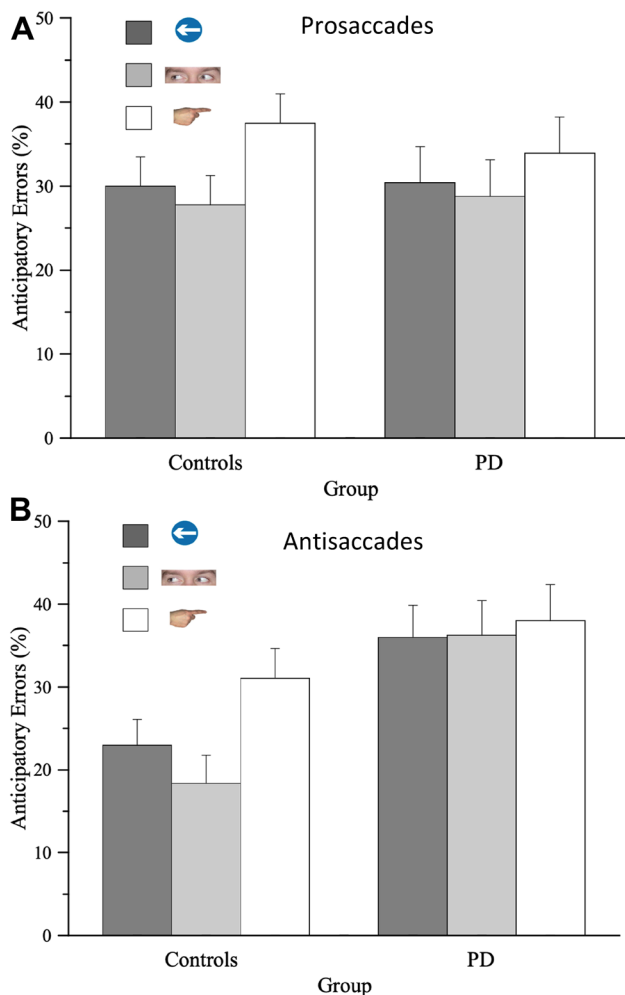 A
Prosaccades
50
40
30
20
10
0
Anticipatory Errors (%)
Controls
PD
Group
B
Antisaccades
50
40
30
20
10
0
Anticipatory Errors (%)
Controls
PD
Group